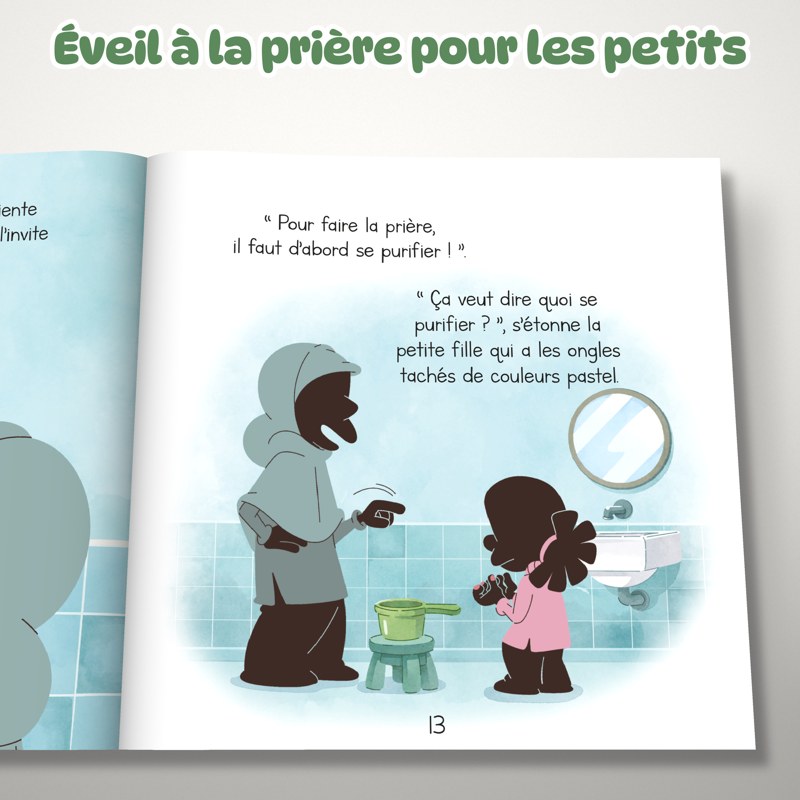 Éveil à la prière pour les petits
l'invite
“ Pour faire la prière,
il faut d'abord se purifier ! ”.
“ Ça veut dire quoi se
purifier ? ”, s'étonne la
petite fille qui a les ongles
tachés de couleurs pastel.
13